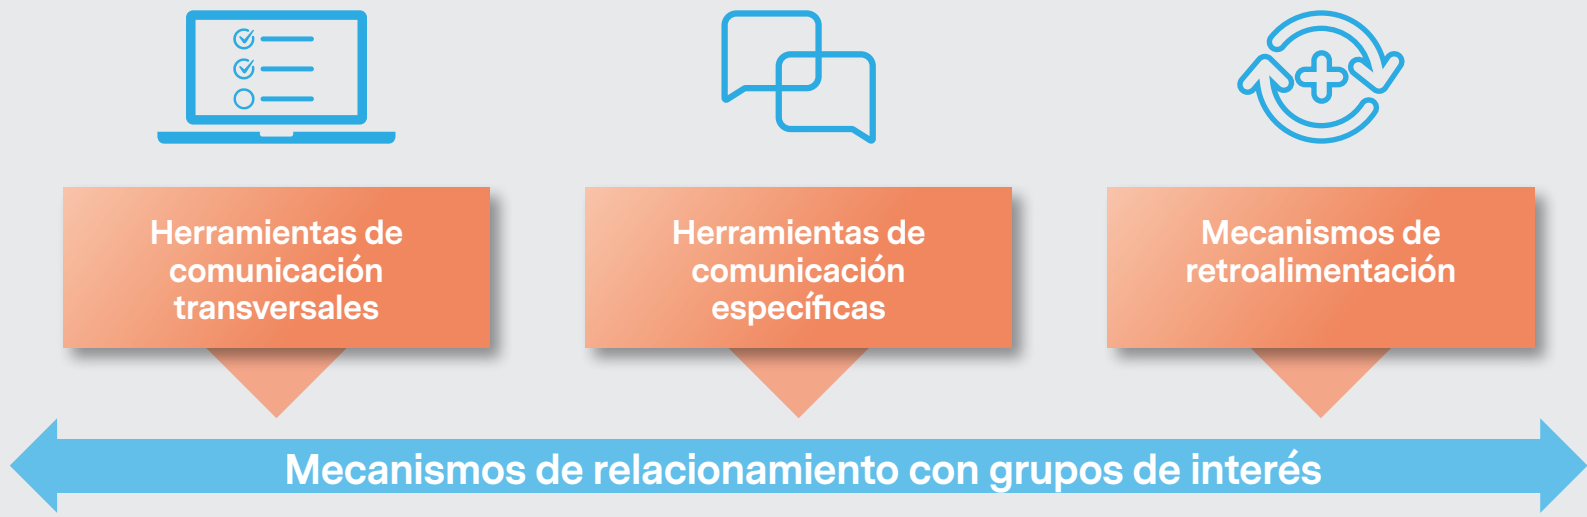 Herramientas de
comunicación
transversales
Herramientas de
comunicación
específicas
Mecanismos de
retroalimentación
Mecanismos de relacionamiento con grupos de interés